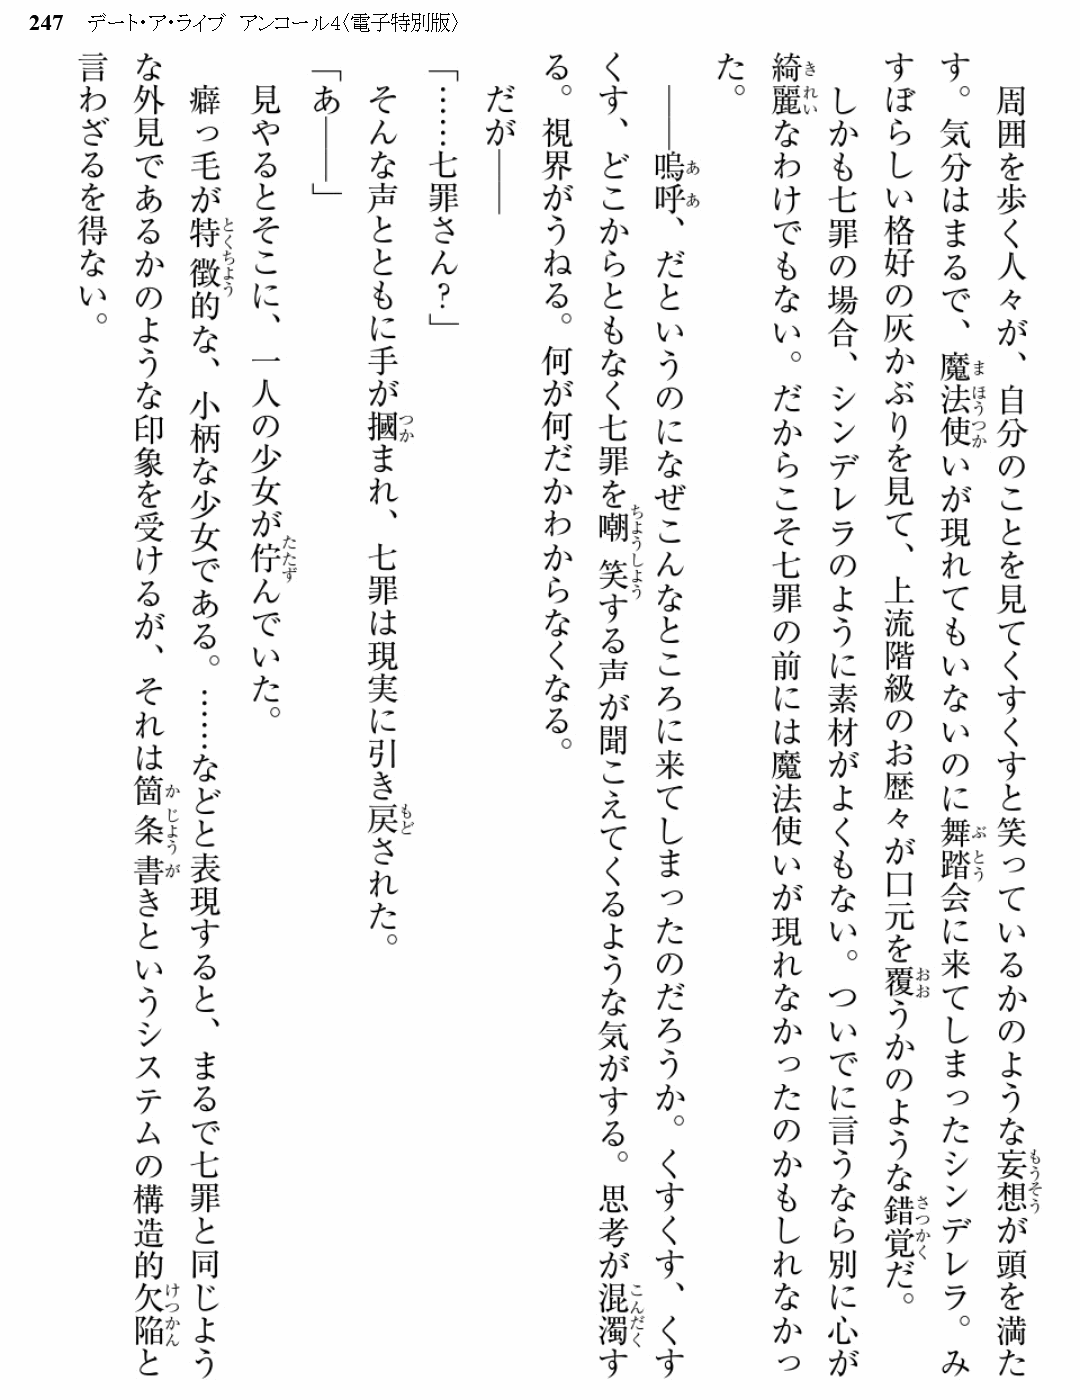 247 デート・ア・ライブ アンコール4〈電子特別版〉
周囲を歩く人々が、自分のことを見てくすくすと笑っているかのような妄想が頭を満た
す。気分はまるで、魔法使いが現れてもいないのに舞踏会に来てしまったシンデレラ。み
すぼらしい格好の灰かぶりを見て、上流階級のお歴々が口元を覆うかのような錯覚だ。
しかも七罪の場合、シンデレラのように素材がよくもない。ついでに言うなら別に心が
綺麗なわけでもない。だからこそ七罪の前には魔法使いが現れなかったのかもしれなかっ
た。
――嗚呼、だというのになぜこんなところに来てしまったのだろうか。くすくす、くす
くす、どこからともなく七罪を嘲笑する声が聞こえてくるような気がする。思考が混濁す
る。視界がうねる。何が何だかわからなくなる。
だが――
「……七罪さん？」
そんな声とともに手が摑まれ、七罪は現実に引き戻された。
「あ――」
見やるとそこに、一人の少女が佇んでいた。
癖っ毛が特徴的な、小柄な少女である。……などと表現すると、まるで七罪と同じよう
な外見であるかのような印象を受けるが、それは箇条書きというシステムの構造的欠陥と
言わざるを得ない。